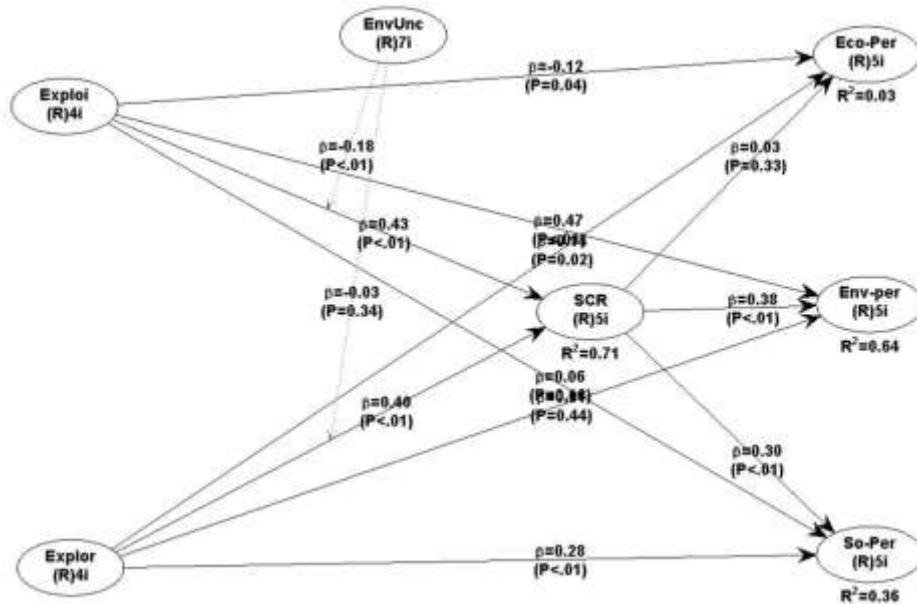 EnvUnc
(R)7i
Eco-Per
(R)5i
R²=0.03
Exploi
(R)4i
β=-0.12
(P=0.04)
β=-0.18
(P<.01)
β=0.03
(P=0.33)
β=0.43
(P<.01)
β=0.47
(P=0.02)
β=-0.03
(P=0.34)
SCR
(R)5i
R²=0.71
β=0.38
(P<.01)
Env-per
(R)5i
R²=0.64
β=0.40
(P<.01)
β=0.06
(P=0.44)
β=0.30
(P<.01)
Explor
(R)4i
β=0.28
(P<.01)
So-Per
(R)5i
R²=0.36